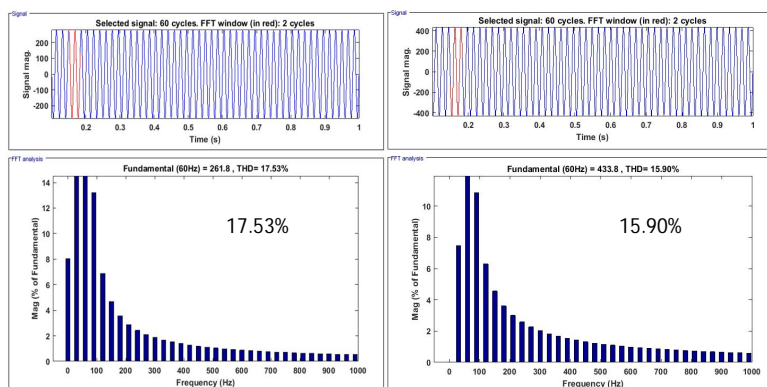 Signal
Selected signal: 60 cycles. FFT window (in red): 2 cycles
Signal mag.
200
100
0
-100
-200
0.2 0.3 0.4 0.5 0.6 0.7 0.8 0.9 1
Time (s)
Signal
Selected signal: 60 cycles. FFT window (in red): 2 cycles
Signal mag.
400
200
0
-200
-400
0.2 0.3 0.4 0.5 0.6 0.7 0.8 0.9 1
Time (s)
FFT analysis
Fundamental (60Hz) = 261.8 , THD= 17.53%
17.53%
Mag (% of Fundamental)
14
12
10
8
6
4
2
0
0 100 200 300 400 500 600 700 800 900 1000
Frequency (Hz)
FFT analysis
Fundamental (60Hz) = 433.8 , THD= 15.90%
15.90%
Mag (% of Fundamental)
10
8
6
4
2
0
0 100 200 300 400 500 600 700 800 900 1000
Frequency (Hz)